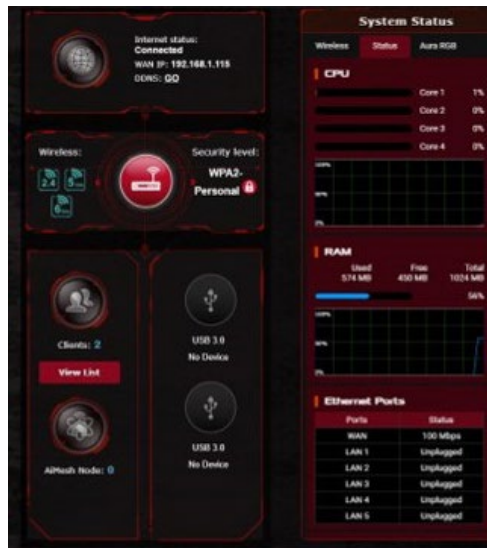 Internet status:
Connected
WAN IP: 192.168.1.115
DDNS: GO
Wireless:
2.4
5
6
Security level:
WPA2-
Personal
Clients: 2
View List
AiMesh Node: 0
USB 3.0
No Device
USB 3.0
No Device
System Status
Wireless Status Aura RGB
CPU
Core 1 1%
Core 2 0%
Core 3 0%
Core 4 0%
100%
50%
0%
RAM
Used Free Total
574 MB 450 MB 1024 MB
56%
100%
50%
0%
Ethernet Ports
Ports Status
WAN 100 Mbps
LAN 1 Unplugged
LAN 2 Unplugged
LAN 3 Unplugged
LAN 4 Unplugged
LAN 5 Unplugged